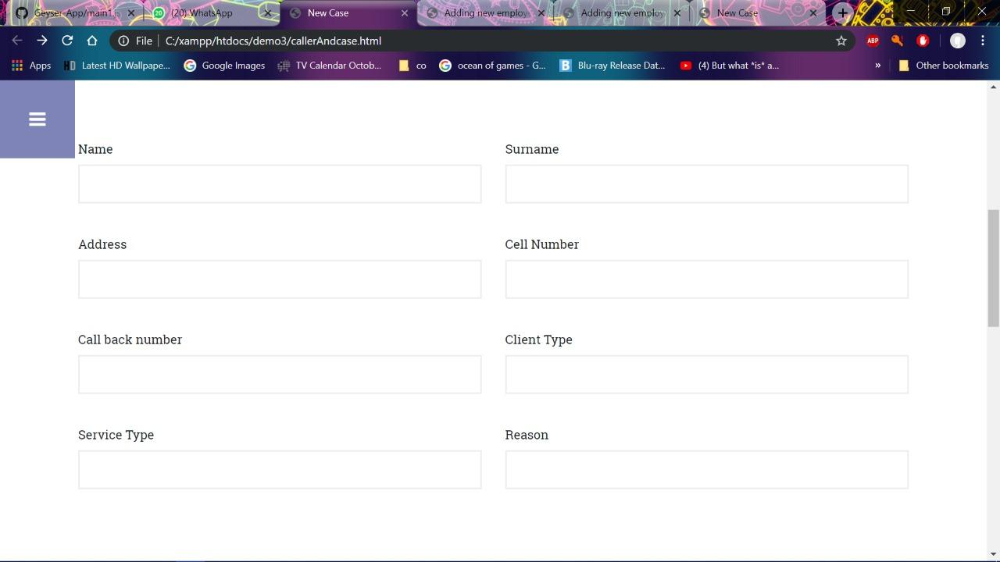 Geyser-App/main1.js
20 (20) WhatsApp
New Case
Adding new employ
Adding new employ
New Case
File C:/xampp/htdocs/demo3/callerAndcase.html
ABP
Apps
HD Latest HD Wallpape...
Google Images
TV Calendar Octob...
co
ocean of games - G...
B Blu-ray Release Dat...
(4) But what *is* a...
»
Other bookmarks
Name Surname
Address Cell Number
Call back number Client Type
Service Type Reason